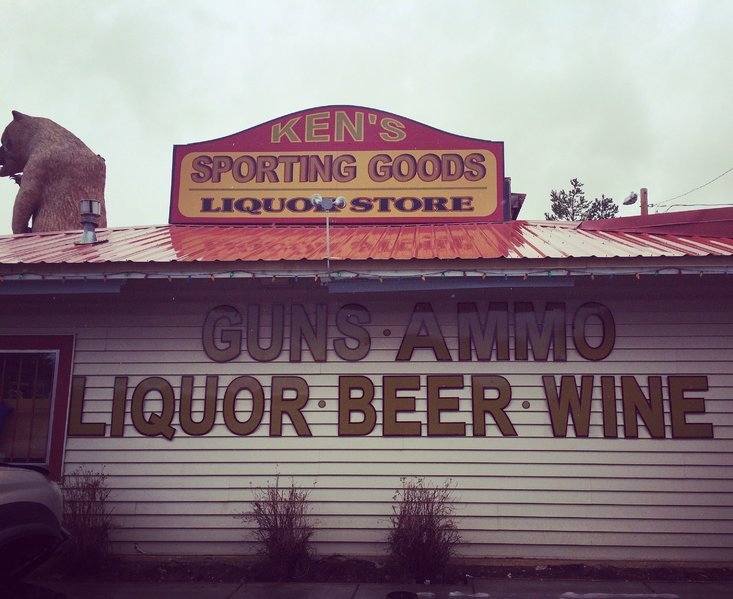 KEN'S
SPORTING GOODS
LIQUOR STORE
GUNS·AMMO
LIQUOR·BEER·WINE